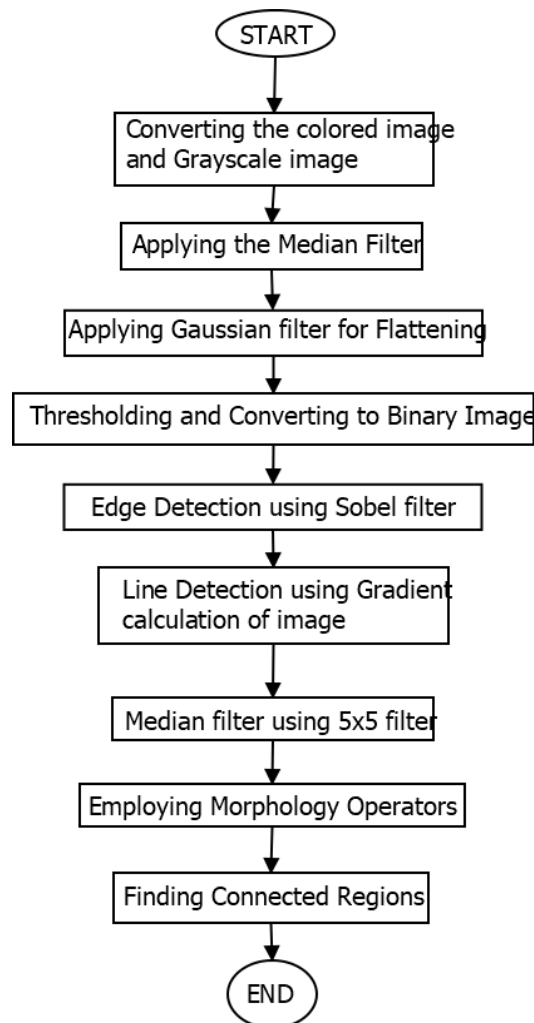 START
Converting the colored image
and Grayscale image
Applying the Median Filter
Applying Gaussian filter for Flattening
Thresholding and Converting to Binary Image
Edge Detection using Sobel filter
Line Detection using Gradient
calculation of image
Median filter using 5x5 filter
Employing Morphology Operators
Finding Connected Regions
END